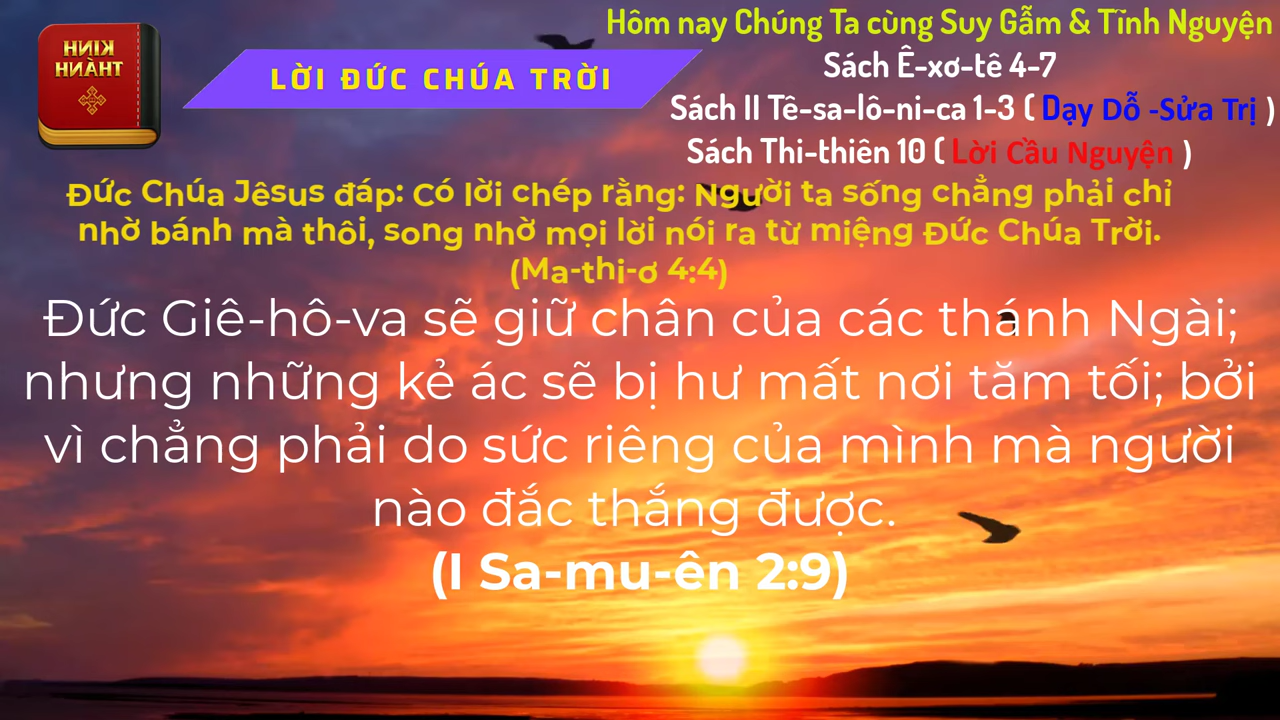 KINH
THÀNH
LỜI ĐỨC CHÚA TRỜI
Hôm nay Chúng Ta cùng Suy Gẫm & Tĩnh Nguyện
Sách Ê-xơ-tê 4-7
Sách II Tê-sa-lô-ni-ca 1-3 ( Dạy Dỗ -Sửa Trị )
Sách Thi-thiên 10 ( Lời Cầu Nguyện )
Đức Chúa Jêsus đáp: Có lời chép rằng: Người ta sống chẳng phải chỉ
nhờ bánh mà thôi, song nhờ mọi lời nói ra từ miệng Đức Chúa Trời.
(Ma-thi-ơ 4:4)
Đức Giê-hô-va sẽ giữ chân của các thánh Ngài;
nhưng những kẻ ác sẽ bị hư mất nơi tăm tối; bởi
vì chẳng phải do sức riêng của mình mà người
nào đắc thắng được.
(I Sa-mu-ên 2:9)